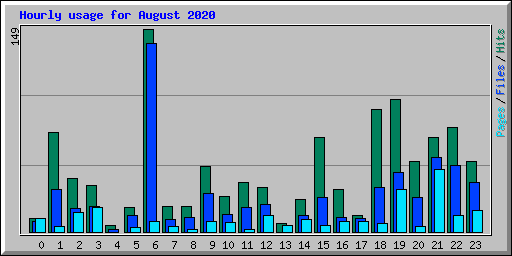 Hourly usage for August 2020
149
Pages/Files/Hits
0 1 2 3 4 5 6 7 8 9 10 11 12 13 14 15 16 17 18 19 20 21 22 23